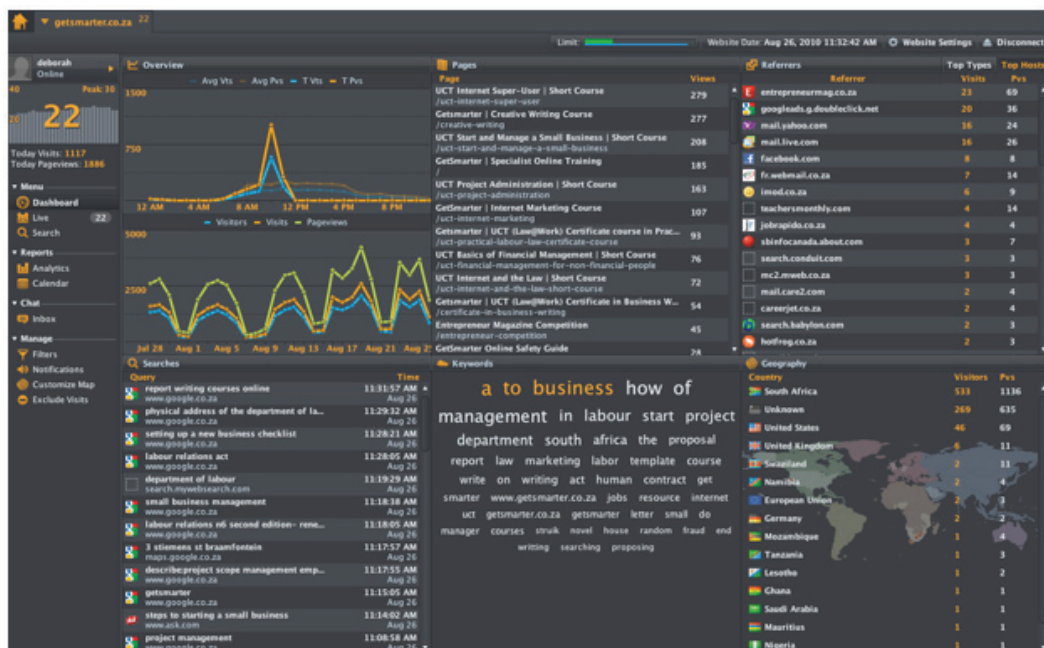 getsmarter.co.za 22
Limit:
Website Date: Aug 26, 2010 11:32:42 AM
Website Settings
Disconnect
deborah
Online
40
Peak: 30
20
22
Today Visits: 1117
Today Pageviews: 1886
Menu
Dashboard
Live 22
Search
Reports
Analytics
Calendar
Chat
Inbox
Manage
Filters
Notifications
Customize Map
Exclude Visits
Overview
Avg Vts Avg Pvs T Vts T Pvs
1500
750
12 AM 4 AM 8 AM 12 PM 4 PM 8 PM
Visitors Visits Pageviews
5000
2500
Jul 28 Aug 1 Aug 5 Aug 9 Aug 13 Aug 17 Aug 21
Pages
Page Views
UCT Internet Super-User | Short Course 279
/uct-internet-super-user
Getsmarter | Creative Writing Course 277
/creative-writing
UCT Start and Manage a Small Business | Short Course 208
/uct-start-and-manage-a-small-business
GetSmarter | Specialist Online Training 185
/
UCT Project Administration | Short Course 163
/uct-project-administration
GetSmarter | Internet Marketing Course 107
/uct-internet-marketing
Getsmarter | UCT (Law@Work) Certificate course in Prac... 93
/uct-practical-labour-law-certificate-course
UCT Basics of Financial Management | Short Course 76
/uct-financial-management-for-non-financial-people
UCT Internet and the Law | Short Course 72
/uct-internet-and-the-law-short-course
Getsmarter | UCT (Law@Work) Certificate in Business W... 54
/certificate-in-business-writing
Entrepreneur Magazine Competition 45
/entrepreneur-competition
GetSmarter Online Safety Guide 28
Referrers Top Types Top Hosts
Referrer Visits Pvs
entrepreneurmag.co.za 23 69
googleads.g.doubleclick.net 20 36
mail.yahoo.com 16 24
mail.live.com 16 26
facebook.com 8 8
fr.webmail.co.za 7 14
imod.co.za 6 9
teachersmonthly.com 4 14
jobrapido.co.za 4 4
sbinfocanada.about.com 3 7
search.conduit.com 3 3
mc2.mweb.co.za 3 3
mail.care2.com 2 4
careerjet.co.za 2 4
search.babylon.com 2 3
hotfrog.co.za 2 3
Searches
Query Time
report writing courses online 11:31:57 AM
www.google.co.za Aug 26
physical address of the department of la... 11:29:32 AM
www.google.co.za Aug 26
setting up a new business checklist 11:28:21 AM
www.google.co.za Aug 26
labour relations act 11:28:05 AM
www.google.co.za Aug 26
department of labour 11:19:29 AM
search.mywebsearch.com Aug 26
small business management 11:18:38 AM
www.google.co.za Aug 26
labour relations n6 second edition- rene... 11:18:05 AM
www.google.co.za Aug 26
3 stiemens st braamfontein 11:17:57 AM
maps.google.co.za Aug 26
describe:project scope management emp... 11:17:55 AM
www.google.co.za Aug 26
getsmarter 11:15:05 AM
www.google.co.za Aug 26
steps to starting a small business 11:14:02 AM
www.ask.com Aug 26
project management 11:08:58 AM
www.google.co.za Aug 26
Keywords
a to business how of
management in labour start project
department south africa the proposal
report law marketing labor template course
write on writing act human contract get
smarter www.getsmarter.co.za jobs resource internet
uct getsmarter.co.za getsmarter letter small do
manager courses struik novel house random fraud end
writting searching proposing
Geography
Country Visitors Pvs
South Africa 533 1136
Unknown 269 635
United States 46 69
United Kingdom 6 11
Swaziland 2 11
Namibia 2 4
European Union 2 3
Germany 2 2
Mozambique 1 4
Tanzania 1 3
Lesotho 1 2
Ghana 1 1
Saudi Arabia 1 1
Mauritius 1 1
Nigeria 1 1